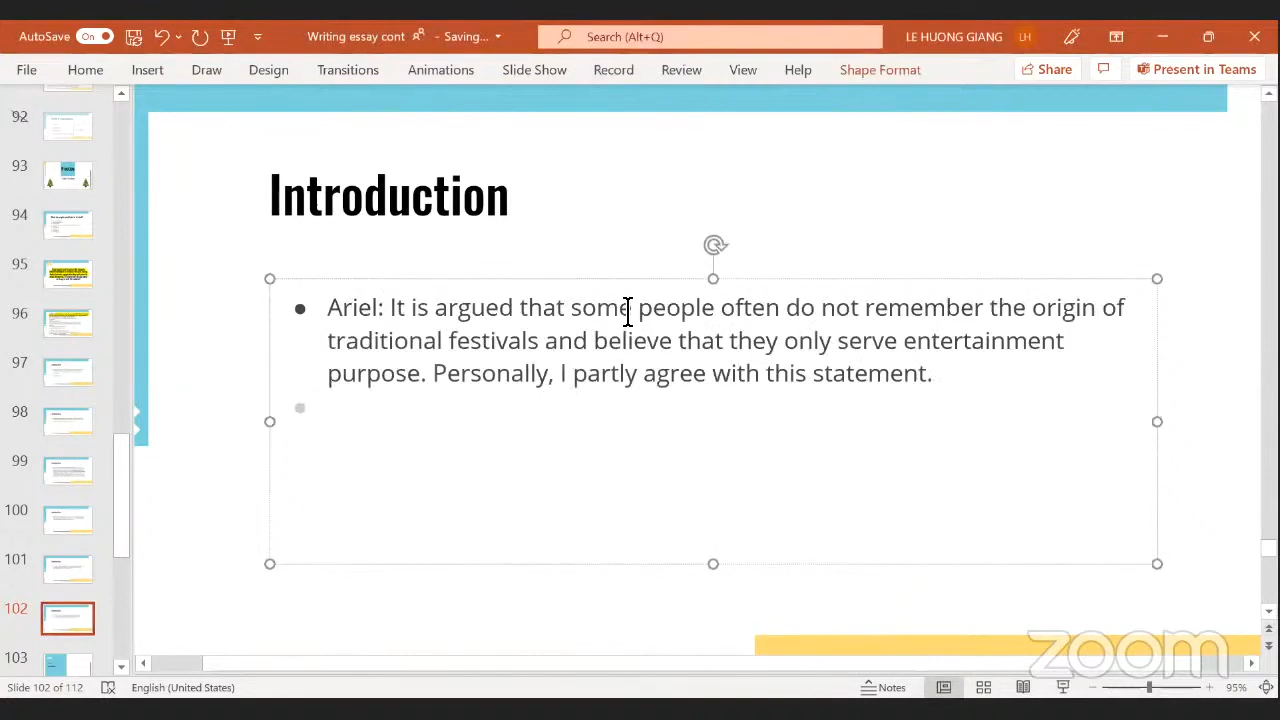 AutoSave On Writing essay cont - Saving... Search (Alt+Q) LE HUONG GIANG LH
File Home Insert Draw Design Transitions Animations Slide Show Record Review View Help Shape Format Share Present in Teams
92
93
94
95
96
97
98
99
100
101
102
103
Introduction
● Ariel: It is argued that some people often do not remember the origin of
traditional festivals and believe that they only serve entertainment
purpose. Personally, I partly agree with this statement.
zoom
Slide 102 of 112 English (United States) Notes 95%